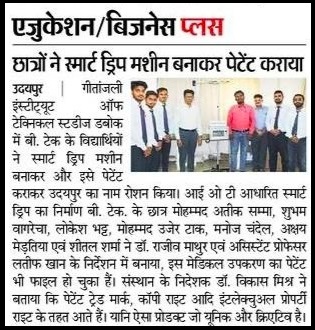 एजुकेशन/बिजनेस प्लस
छात्रों ने स्मार्ट ड्रिप मशीन बनाकर पेटेंट कराया
उदयपुर | गीतांजली
इंस्टीट्यूट ऑफ
टेक्निकल स्टडीज डबोक
में बी. टेक के विद्यार्थियों
ने स्मार्ट ड्रिप मशीन
बनाकर और इसे पेटेंट
कराकर उदयपुर का नाम रोशन किया। आई ओ टी आधारित स्मार्ट
ड्रिप का निर्माण बी. टेक. के छात्र मोहम्मद अतीक सम्मा, शुभम
वागरेचा, लोकेश भट्ट, मोहम्मद उजेर टाक, मनोज चंदेल, अक्षय
मेड़तिया एवं शीतल शर्मा ने डॉ. राजीव माथुर एवं असिस्टेंट प्रोफेसर
लतीफ खान के निर्देशन में बनाया, इस मेडिकल उपकरण का पेटेंट
भी फाइल हो चुका हैं। संस्थान के निदेशक डॉ. विकास मिश्र ने
बताया कि पेटेंट ट्रेड मार्क, कॉपी राइट आदि इंटलेक्चुअल प्रोपर्टी
राइट के तहत आते हैं। यानि ऐसा प्रोडक्ट जो यूनिक और क्रिएटिव है।